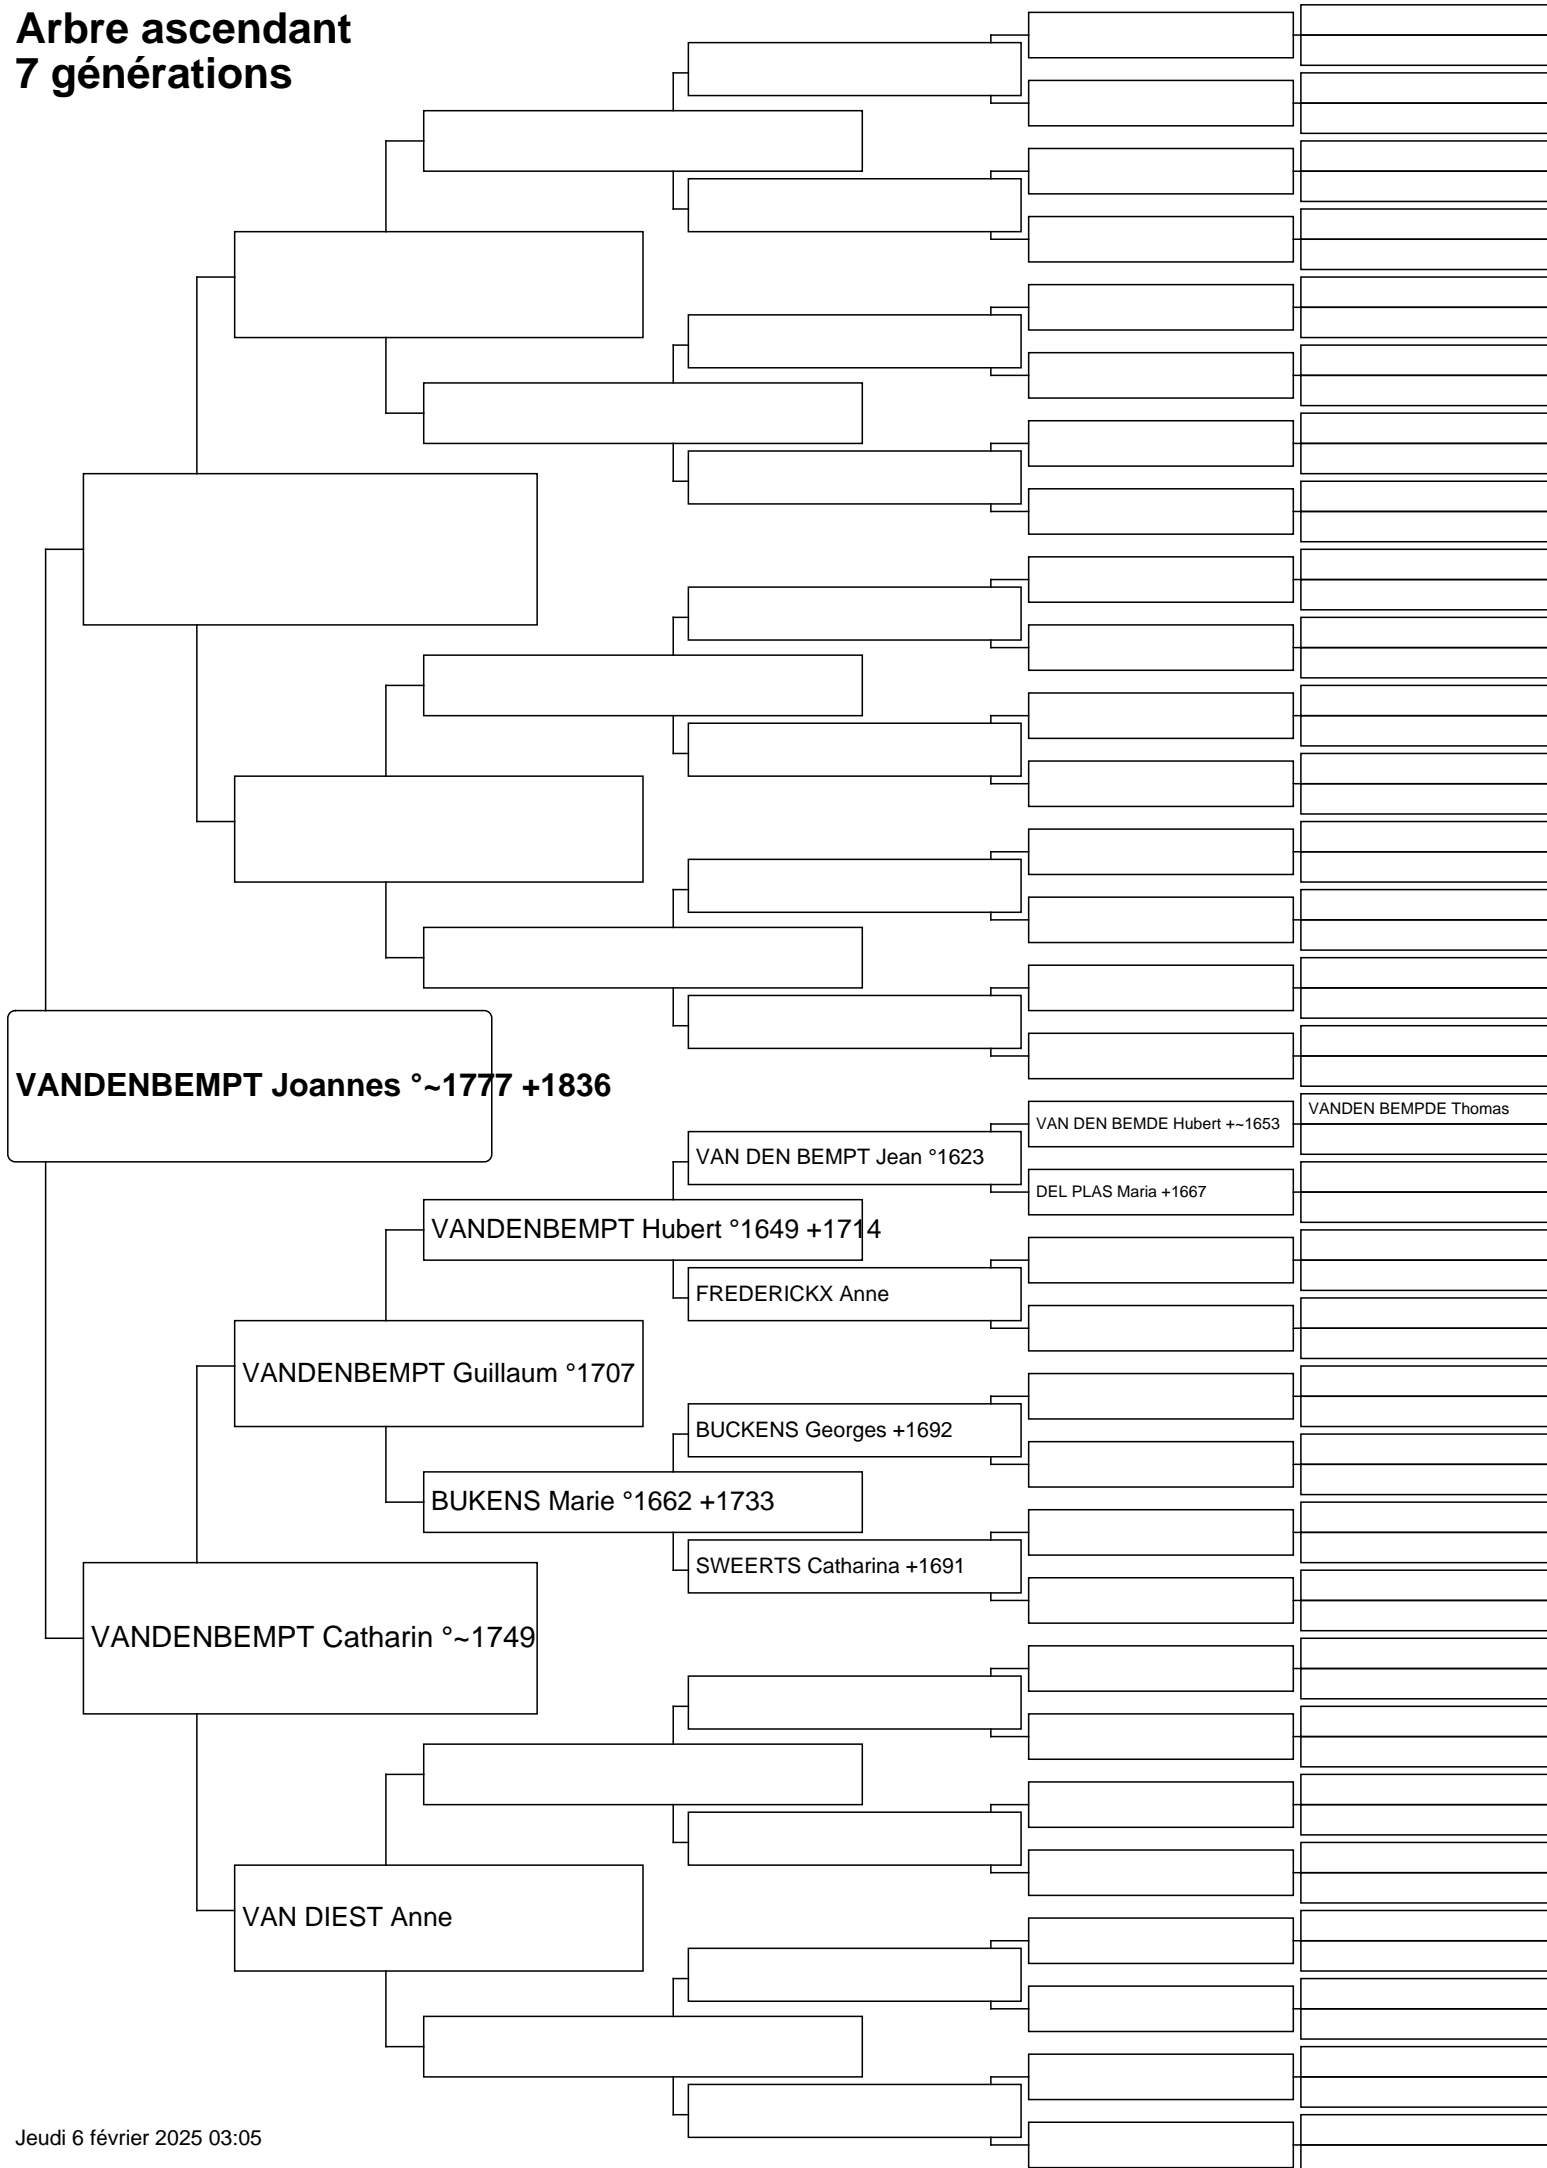 Arbre ascendant
7 générations
VANDENBEMPT Joannes °~1777 +1836
VANDEN BEMPDE Thomas
VAN DEN BEMDE Hubert +~1653
VAN DEN BEMPT Jean °1623
DEL PLAS Maria +1667
VANDENBEMPT Hubert °1649 +1714
FREDERICKX Anne
VANDENBEMPT Guillaum °1707
BUCKENS Georges +1692
BUKENS Marie °1662 +1733
SWEERTS Catharina +1691
VANDENBEMPT Catharin °~1749
VAN DIEST Anne
Jeudi 6 février 2025 03:05